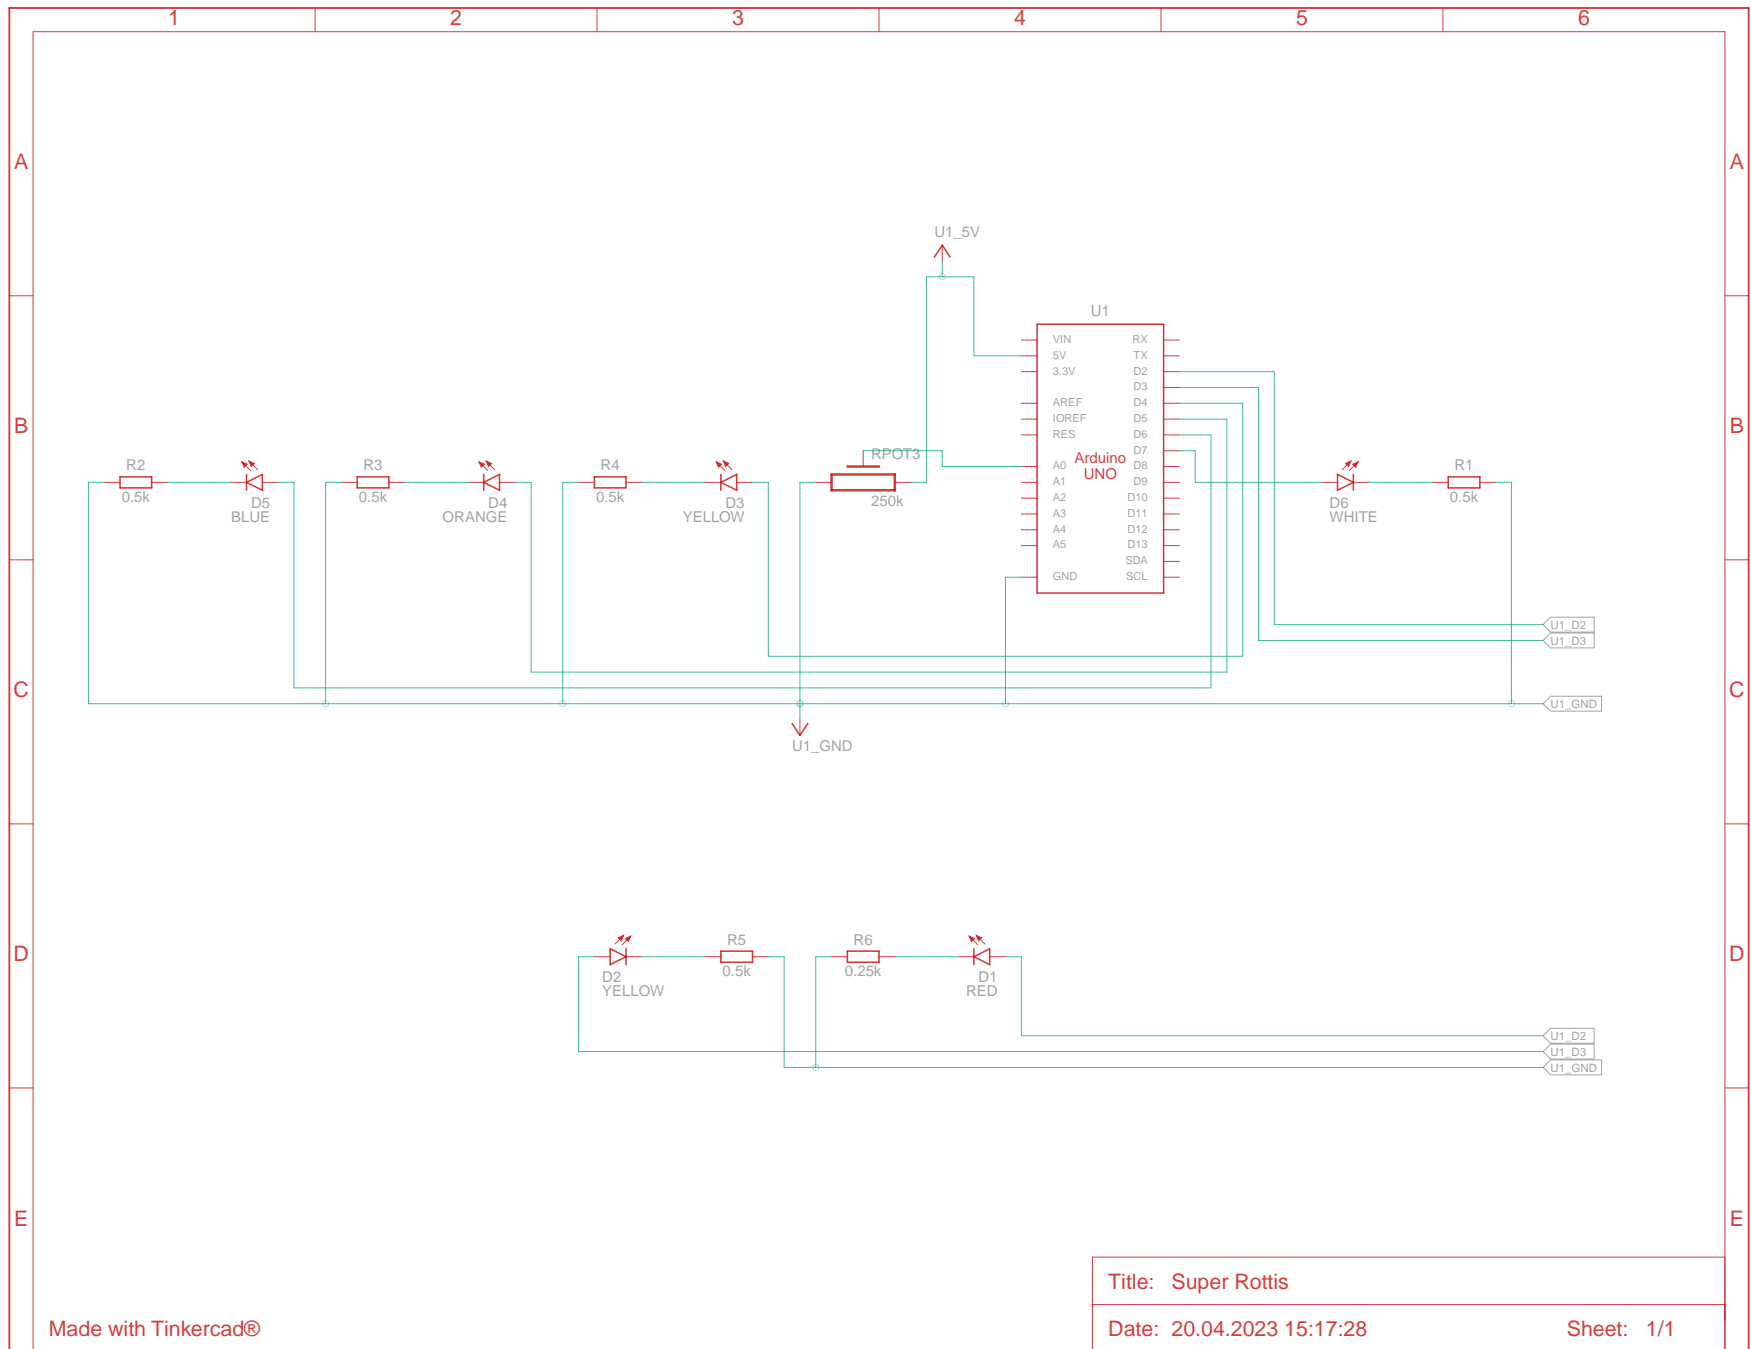 1 2 3 4 5 6
A A
U1_5V
U1
VIN RX
5V TX
3.3V D2
D3
AREF D4
IOREF D5
RES D6
D7
A0 D8
A1 D9
A2 D10
A3 D11
A4 D12
A5 D13
SDA
GND SCL
Arduino
UNO
B B
R2
0.5k
D5
BLUE
R3
0.5k
D4
ORANGE
R4
0.5k
D3
YELLOW
RPOT3
250k
D6
WHITE
R1
0.5k
U1_D2
U1_D3
C C
U1_GND
U1_GND
D D
D2
YELLOW
R5
0.5k
R6
0.25k
D1
RED
U1_D2
U1_D3
U1_GND
E E
Title: Super Rottis
Made with Tinkercad®
Date: 20.04.2023 15:17:28 Sheet: 1/1